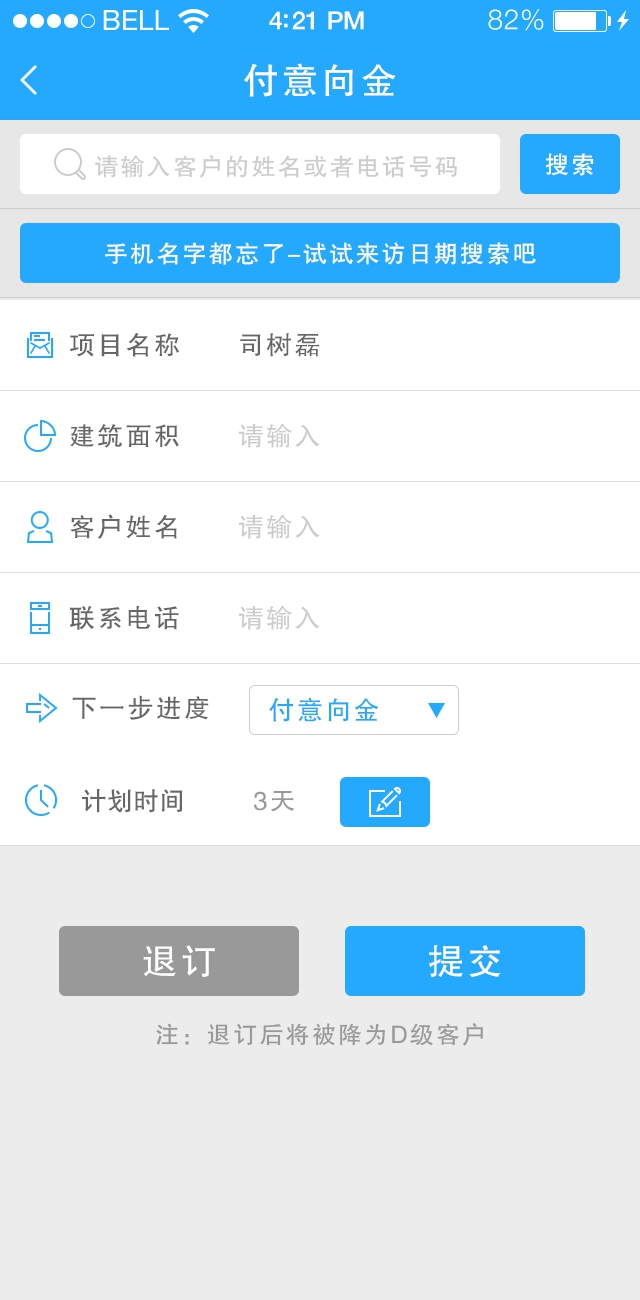 BELL 4:21 PM 82%
付意向金
请输入客户的姓名或者电话号码 搜索
手机名字都忘了–试试来访日期搜索吧
项目名称 司树磊
建筑面积 请输入
客户姓名 请输入
联系电话 请输入
下一步进度 付意向金
计划时间 3天
退订 提交
注：退订后将被降为D级客户